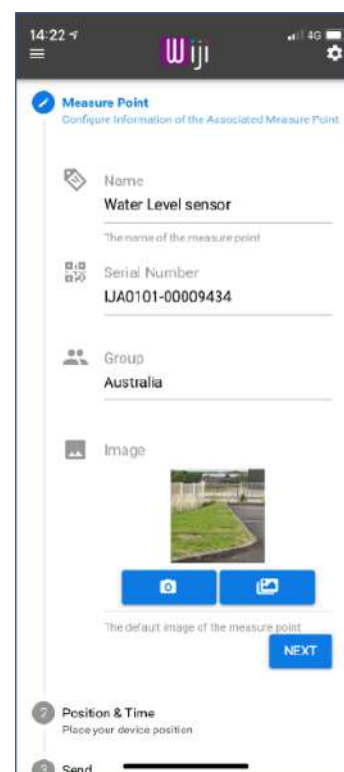 14:22
4G
Wiji
Measure Point
Configure Information of the Associated Measure Point
Name
Water Level sensor
The name of the measure point
Serial Number
IJA0101-00009434
Group
Australia
Image
The default image of the measure point
NEXT
2
Position & Time
Place your device position
3
Send